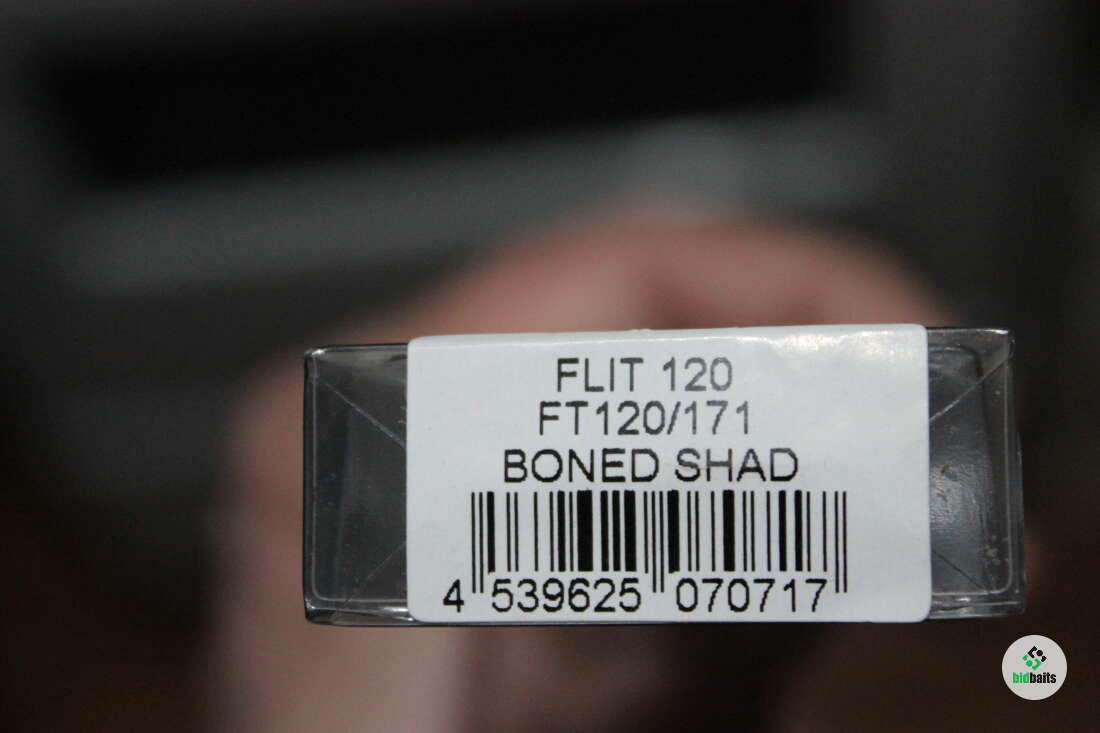 FLIT 120
FT120/171
BONED SHAD
4 539625 070717
bidbaits